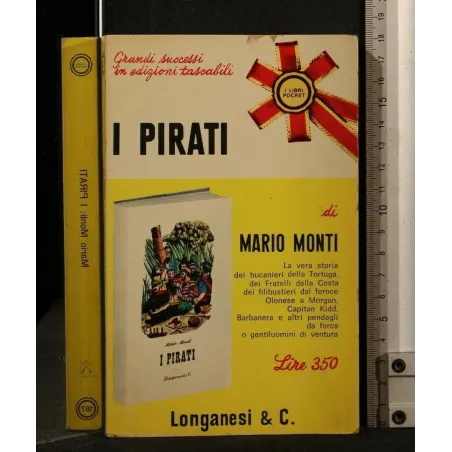 Grandi successi
in edizioni tascabili
I LIBRI
POCKET
I PIRATI
di
MARIO MONTI
La vera storia
dei bucanieri della Tortuga,
dei Fratelli della Costa
dei filibustieri dal feroce
Olonese a Morgan,
Capitan Kidd,
Barbanera e altri pendagli
da forca
o gentiluomini di ventura
Lire 350
Mario Monti
I PIRATI
Longanesi & C.
Longanesi & C.
Mario Monti: I PIRATI
187